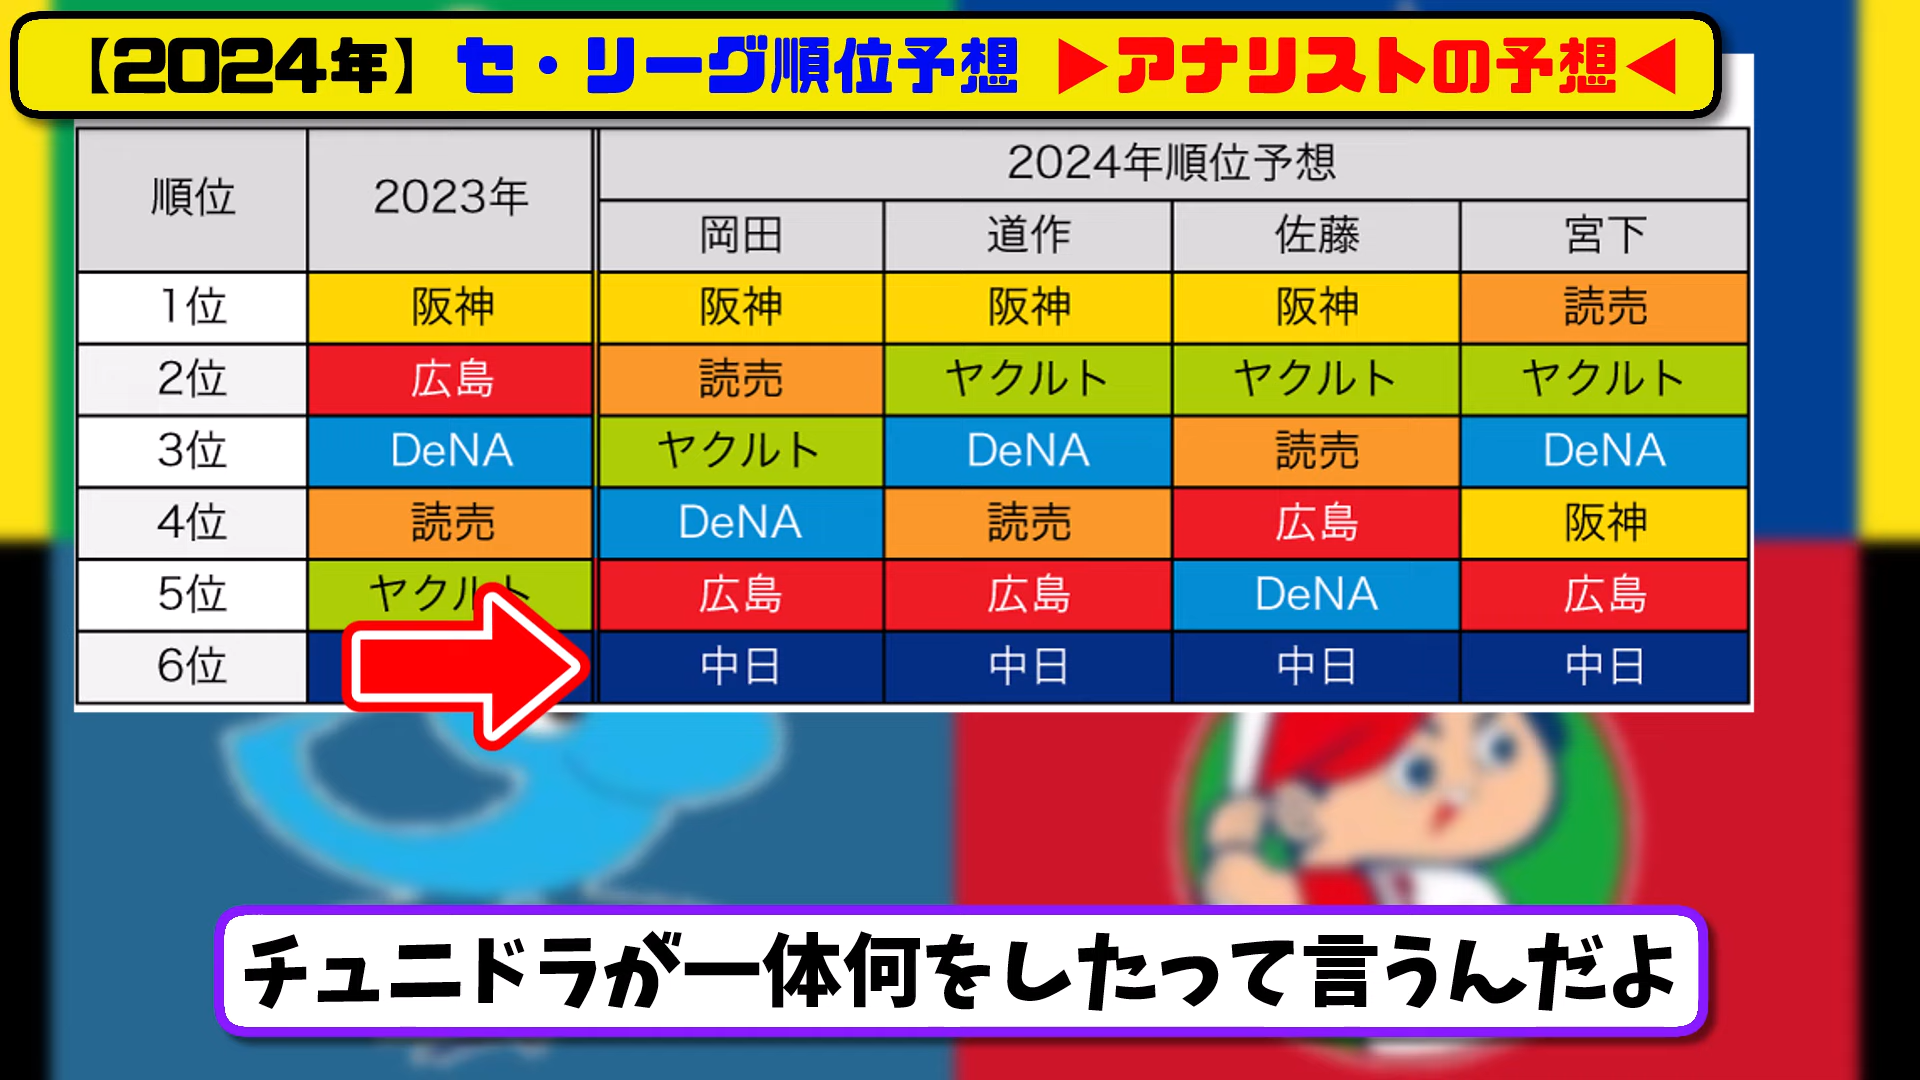 【2024年】セ・リーグ順位予想 ▶アナリストの予想◀
順位 2023年 2024年順位予想
岡田 道作 佐藤 宮下
1位 阪神 阪神 阪神 阪神 読売
2位 広島 読売 ヤクルト ヤクルト ヤクルト
3位 DeNA ヤクルト DeNA 読売 DeNA
4位 読売 DeNA 読売 広島 阪神
5位 ヤクルト 広島 広島 DeNA 広島
6位 中日 中日 中日 中日
チュニドラが一体何をしたって言うんだよ